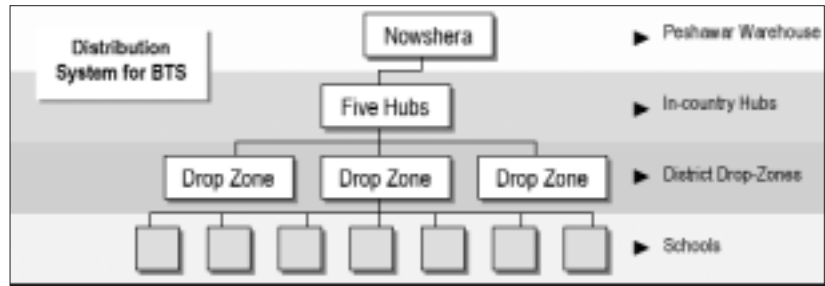 Distribution
System for BTS
Nowshera
Peshawar Warehouse
Five Hubs
In-country Hubs
Drop Zone
Drop Zone
Drop Zone
District Drop-Zones
Schools